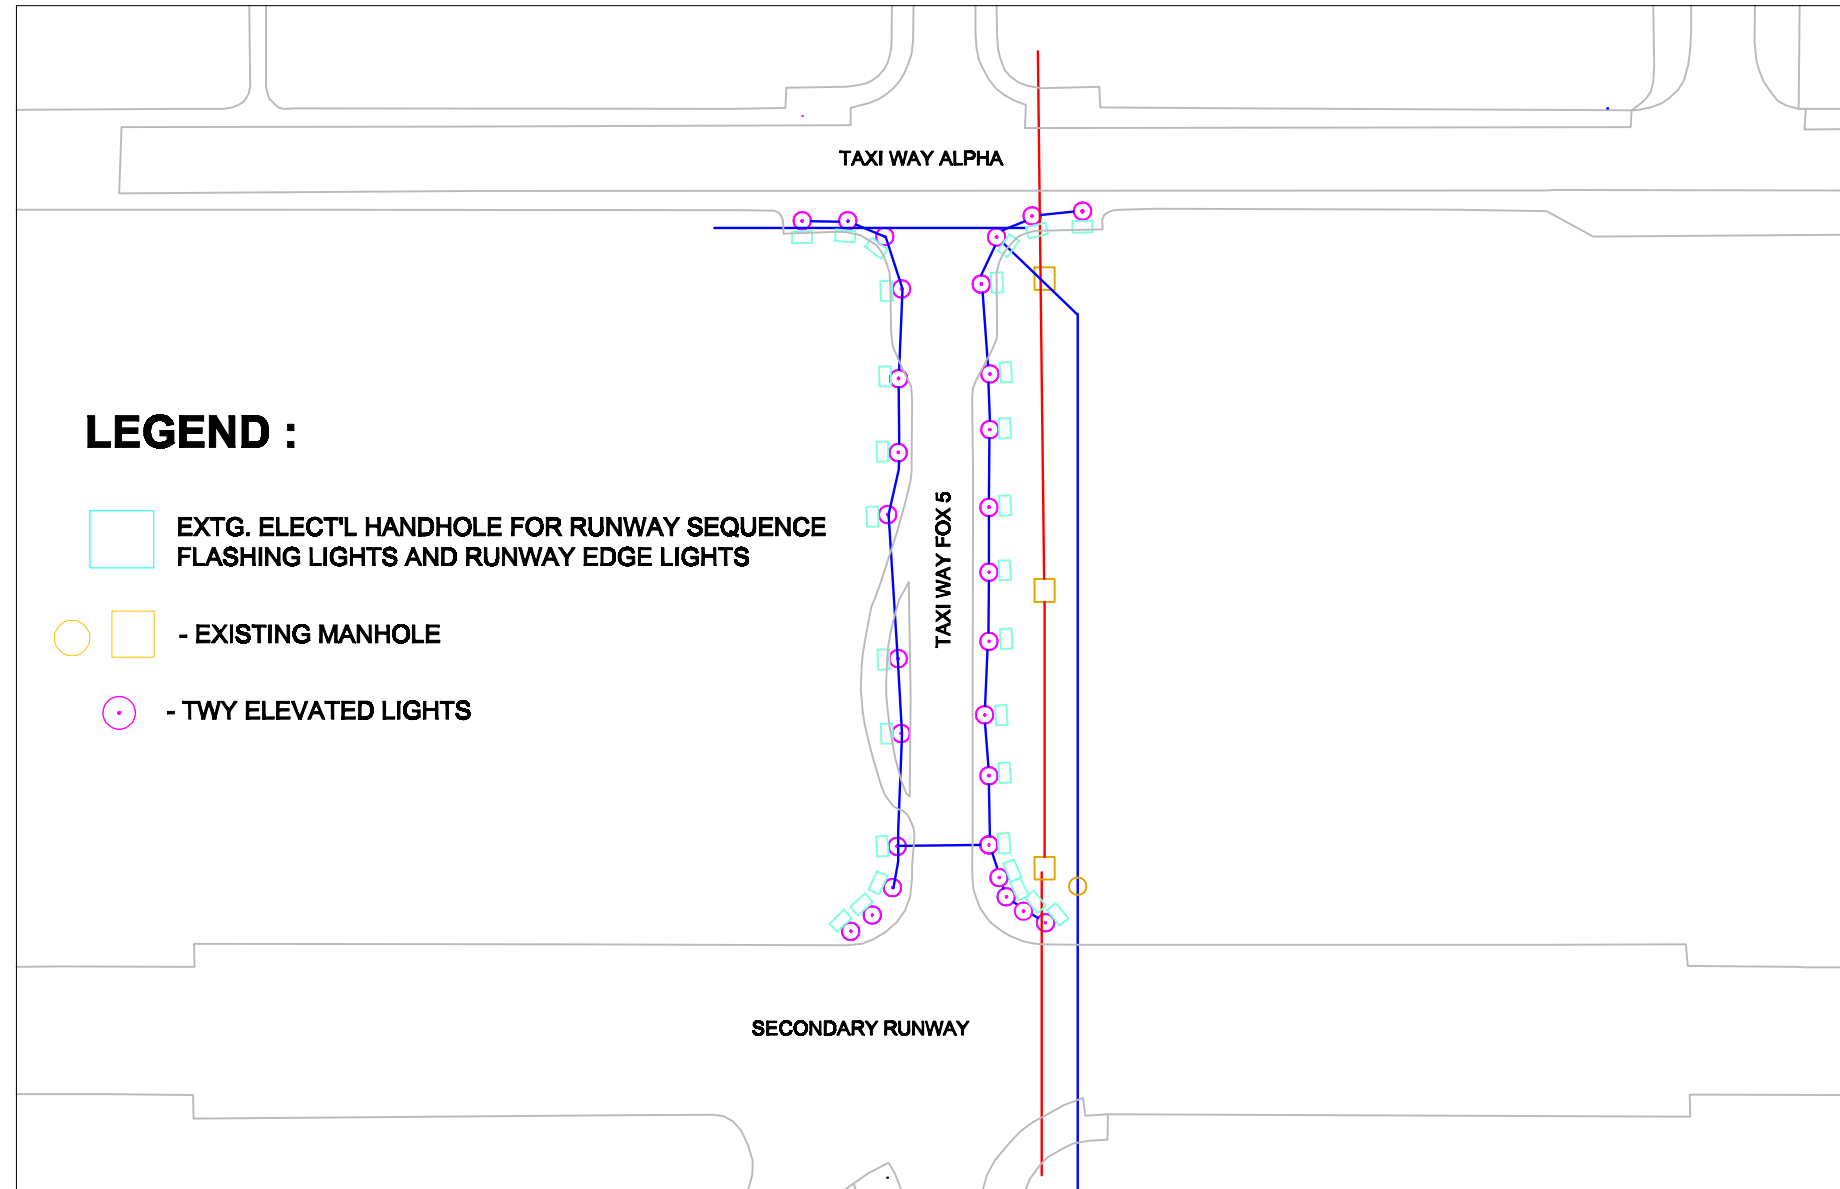 TAXI WAY ALPHA
LEGEND :
EXTG. ELECT'L HANDHOLE FOR RUNWAY SEQUENCE
FLASHING LIGHTS AND RUNWAY EDGE LIGHTS
- EXISTING MANHOLE
- TWY ELEVATED LIGHTS
TAXI WAY FOX 5
SECONDARY RUNWAY